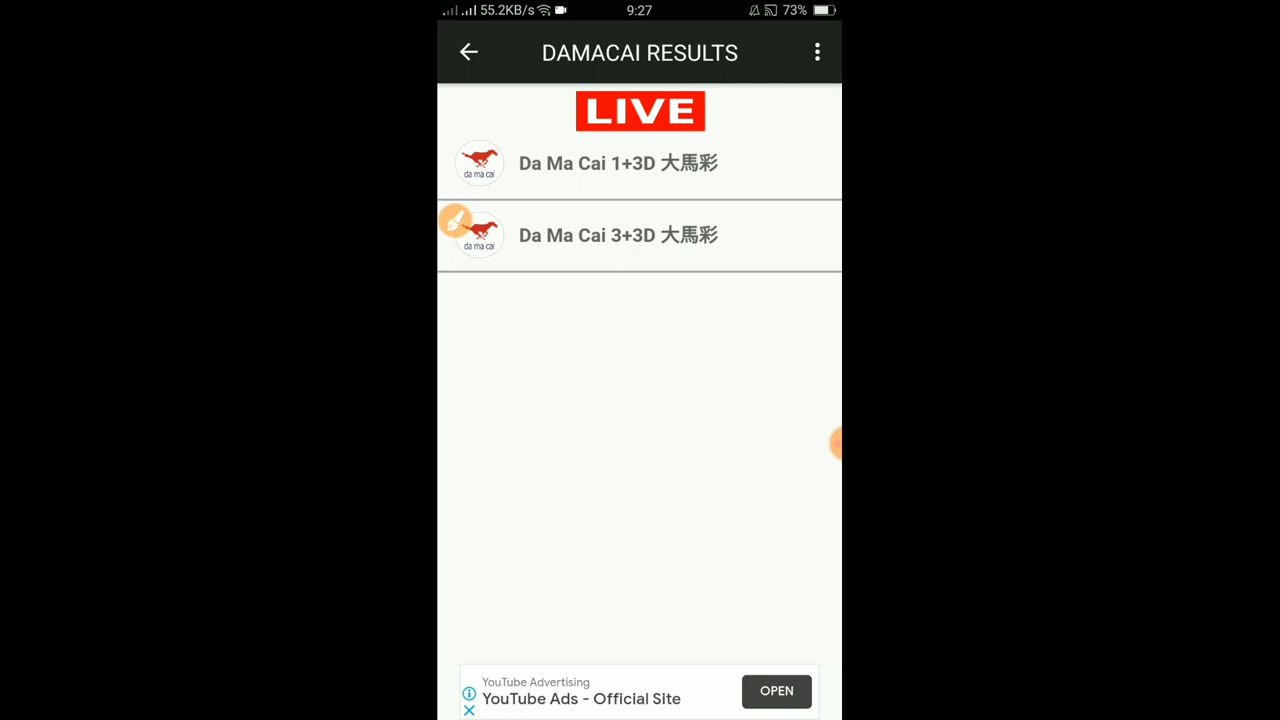 55.2KB/s 9:27 73%
DAMACAI RESULTS
LIVE
da ma cai
Da Ma Cai 1+3D 大馬彩
da ma cai
Da Ma Cai 3+3D 大馬彩
YouTube Advertising
YouTube Ads - Official Site
OPEN